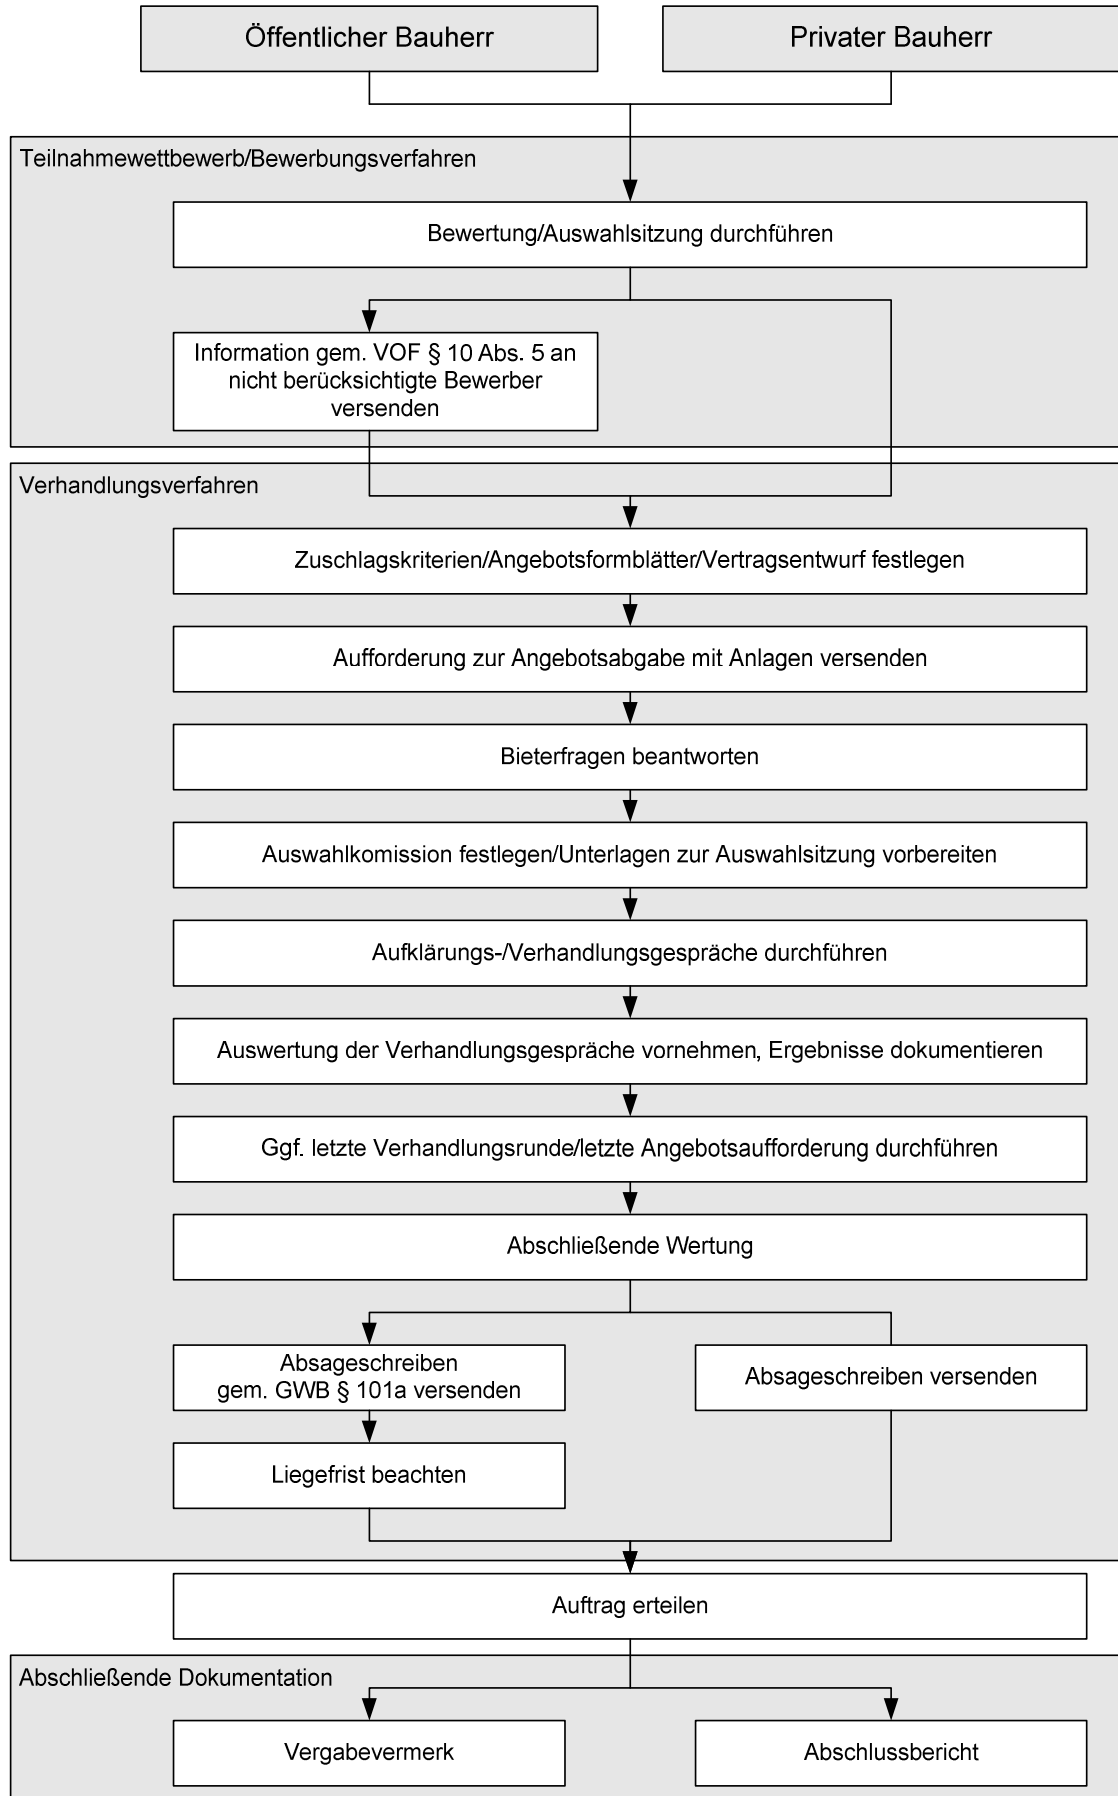 Öffentlicher Bauherr
Privater Bauherr
Teilnahmewettbewerb/Bewerbungsverfahren
Bewertung/Auswahlsitzung durchführen
Information gem. VOF § 10 Abs. 5 an
nicht berücksichtigte Bewerber
versenden
Verhandlungsverfahren
Zuschlagskriterien/Angebotsformblätter/Vertragsentwurf festlegen
Aufforderung zur Angebotsabgabe mit Anlagen versenden
Bieterfragen beantworten
Auswahlkomission festlegen/Unterlagen zur Auswahlsitzung vorbereiten
Aufklärungs-/Verhandlungsgespräche durchführen
Auswertung der Verhandlungsgespräche vornehmen, Ergebnisse dokumentieren
Ggf. letzte Verhandlungsrunde/letzte Angebotsaufforderung durchführen
Abschließende Wertung
Absageschreiben
gem. GWB § 101a versenden
Absageschreiben versenden
Liegefrist beachten
Auftrag erteilen
Abschließende Dokumentation
Vergabevermerk
Abschlussbericht